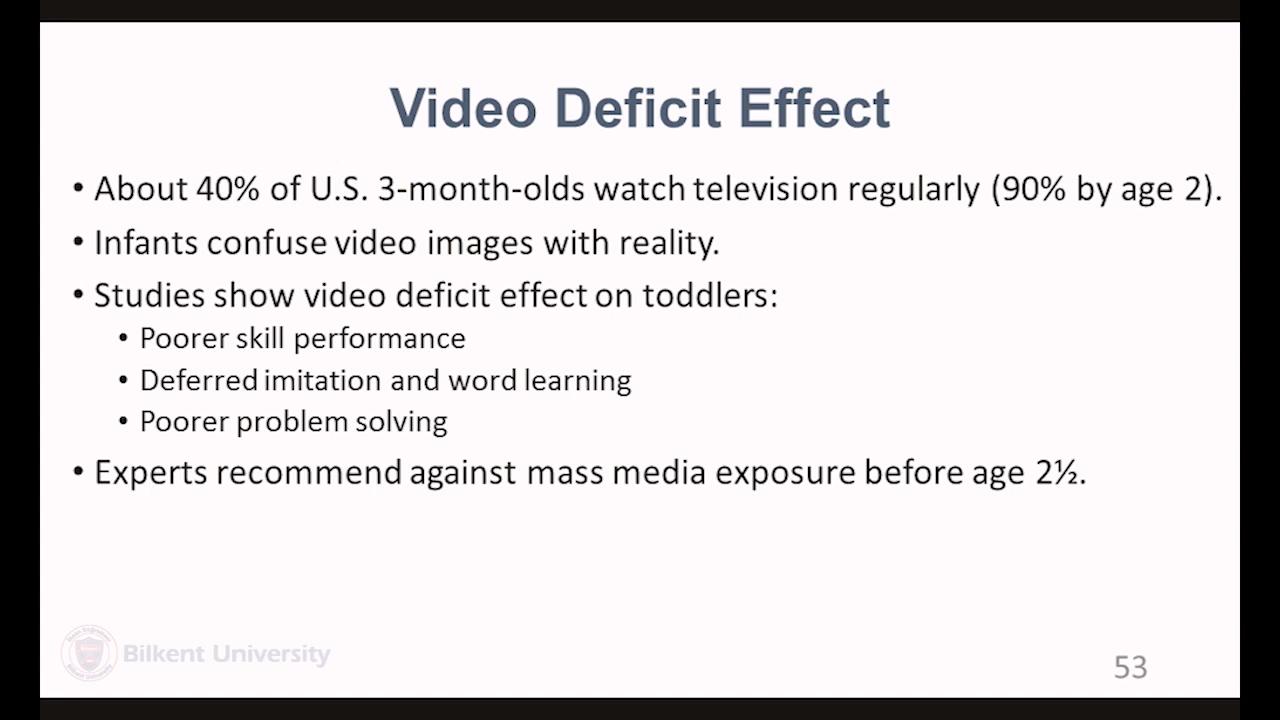 Video Deficit Effect
• About 40% of U.S. 3-month-olds watch television regularly (90% by age 2).
• Infants confuse video images with reality.
• Studies show video deficit effect on toddlers:
• Poorer skill performance
• Deferred imitation and word learning
• Poorer problem solving
• Experts recommend against mass media exposure before age 2½.
Bilkent University
53